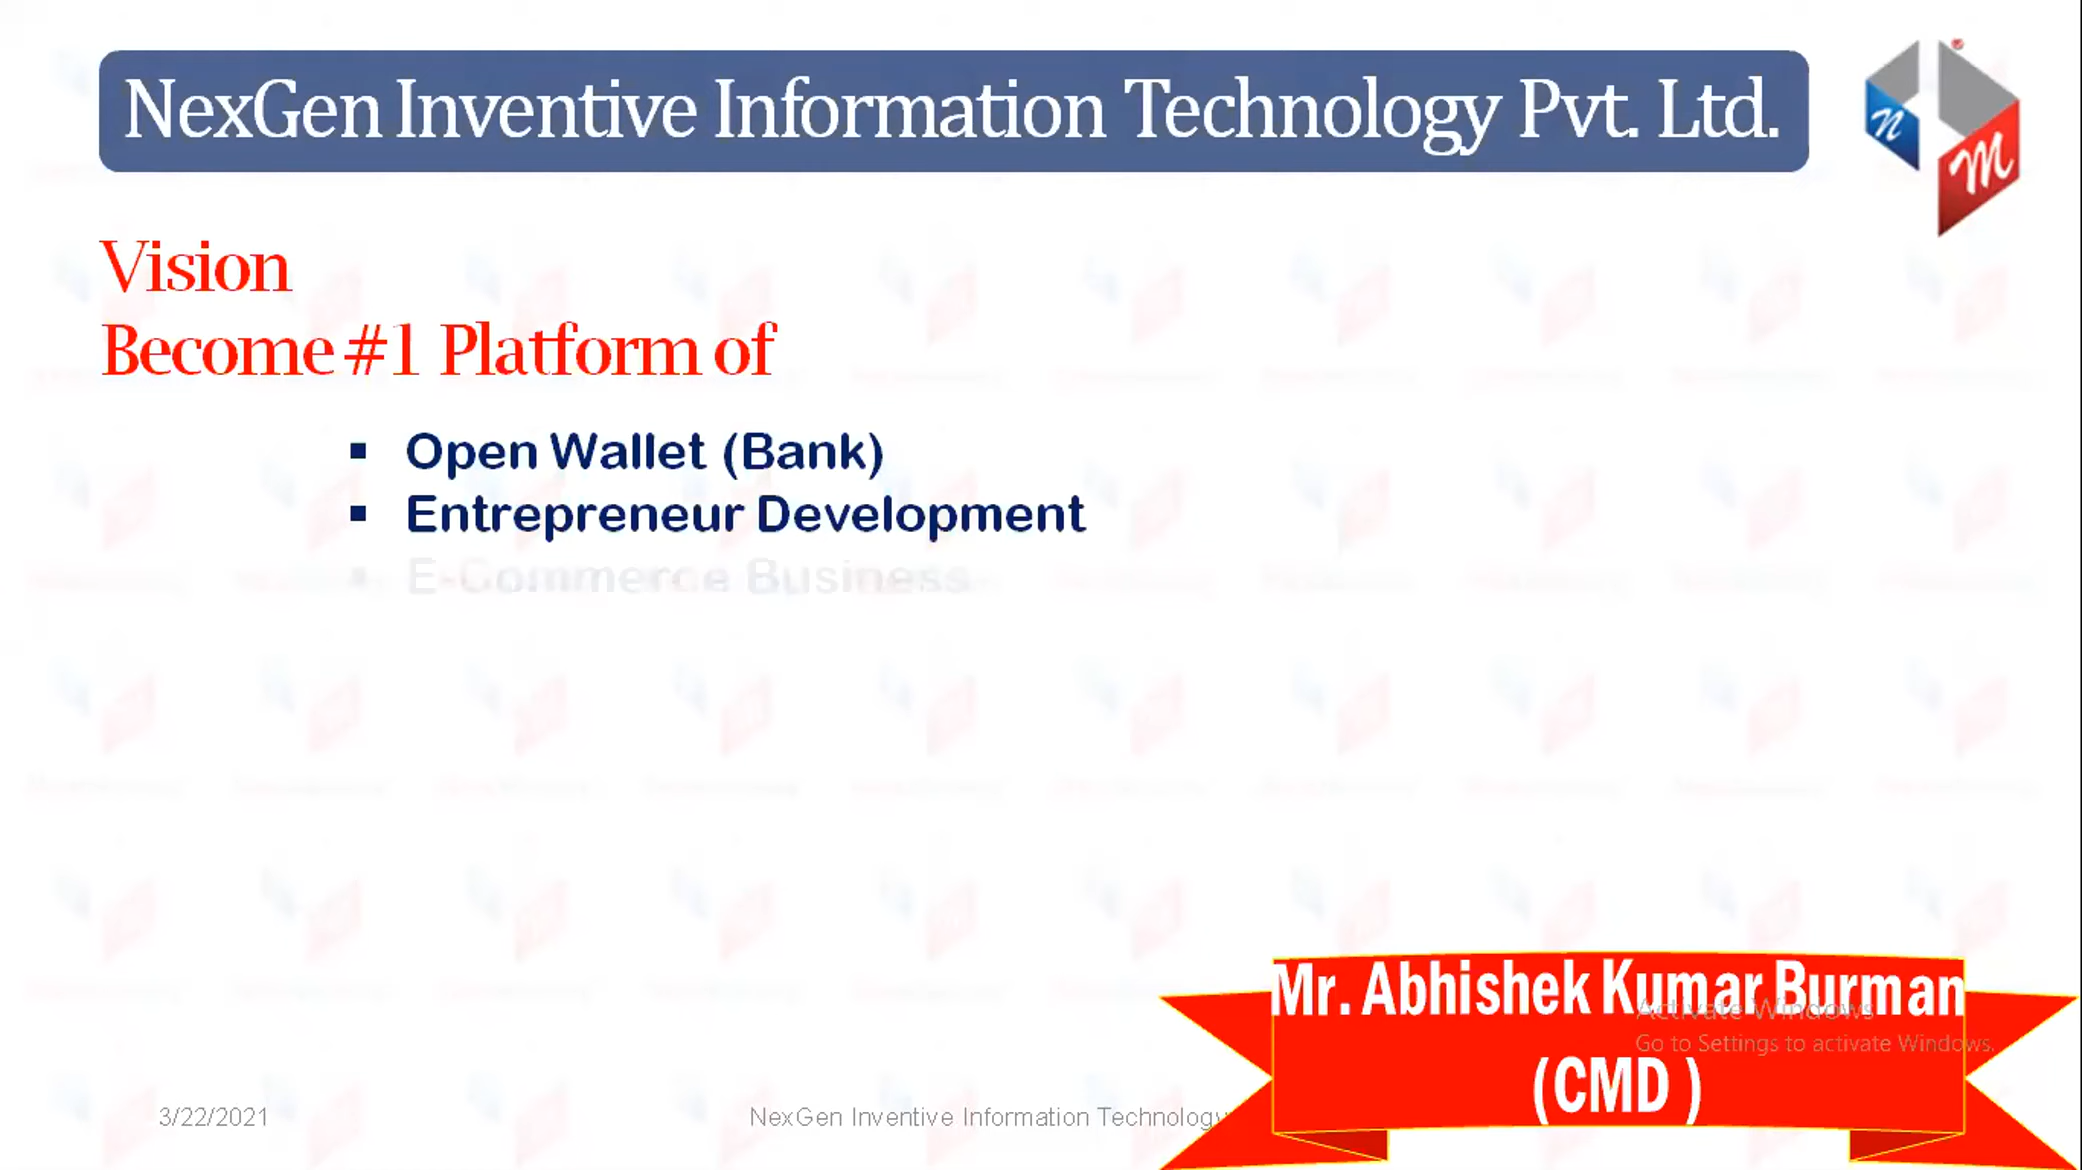 NexGen Inventive Information Technology Pvt. Ltd.
n
m
Vision
Become #1 Platform of
▪ Open Wallet (Bank)
▪ Entrepreneur Development
▪ E-Commerce Business
Mr. Abhishek Kumar Burman
(CMD )
Activate Windows
Go to Settings to activate Windows.
3/22/2021
NexGen Inventive Information Technology